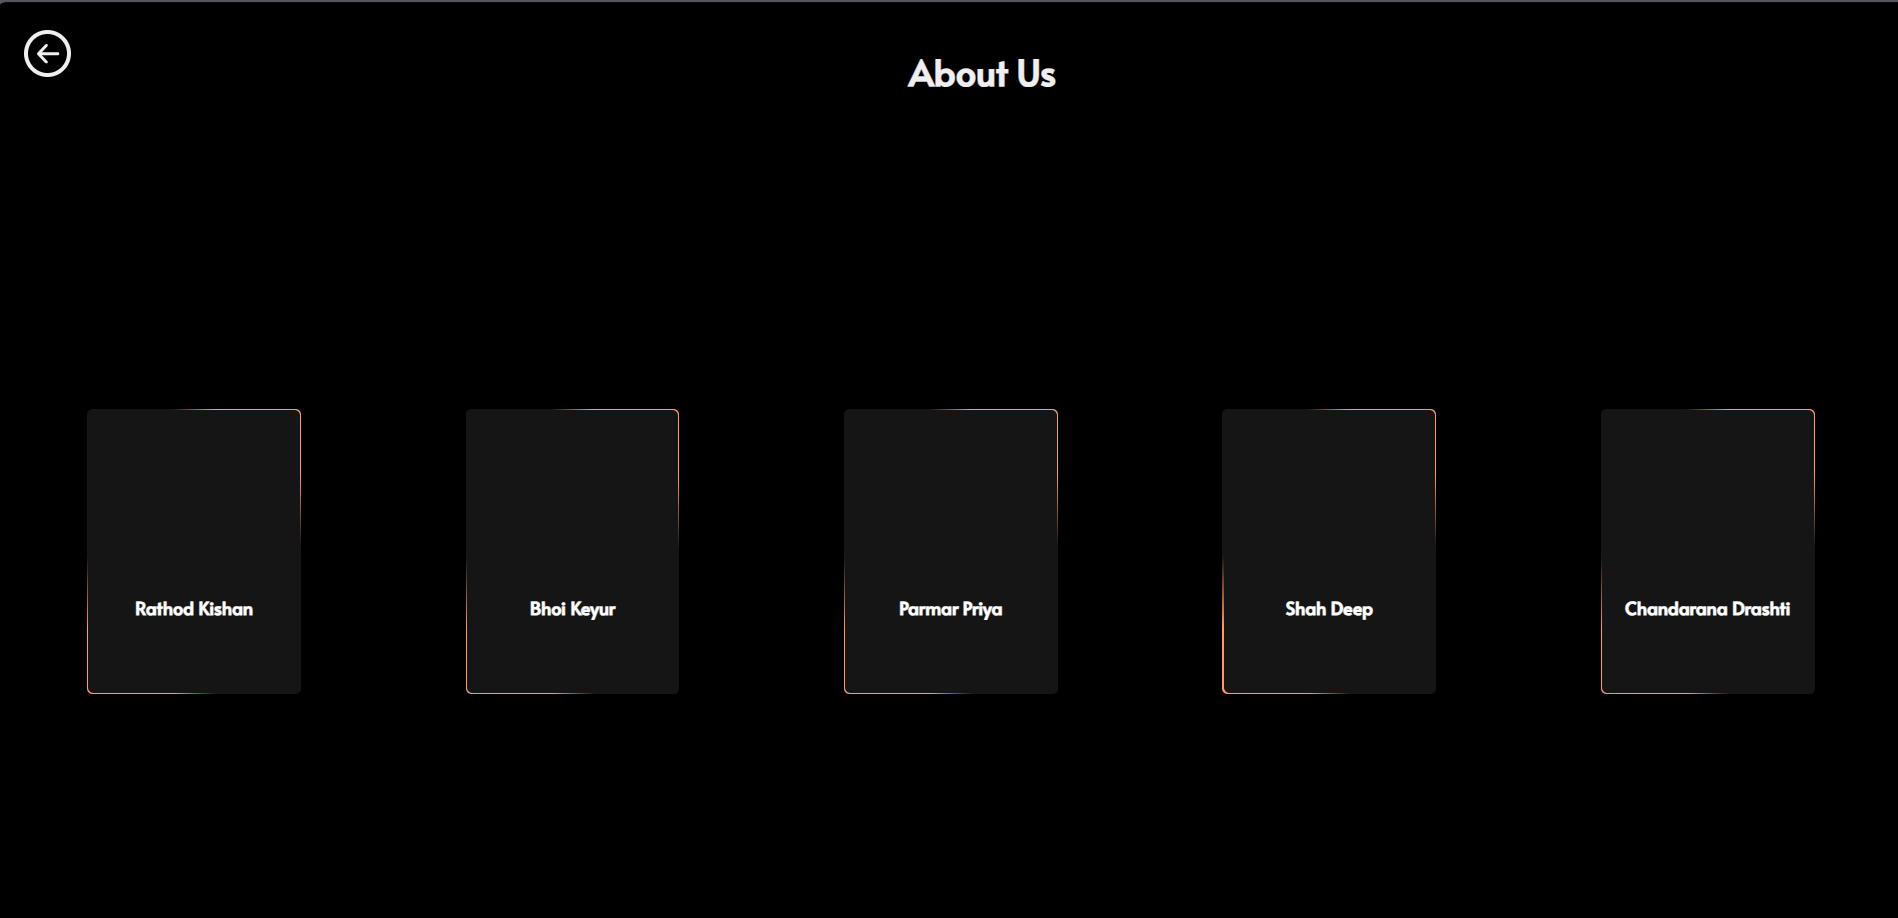 About Us
Rathod Kishan
Bhoi Keyur
Parmar Priya
Shah Deep
Chandarana Drashti